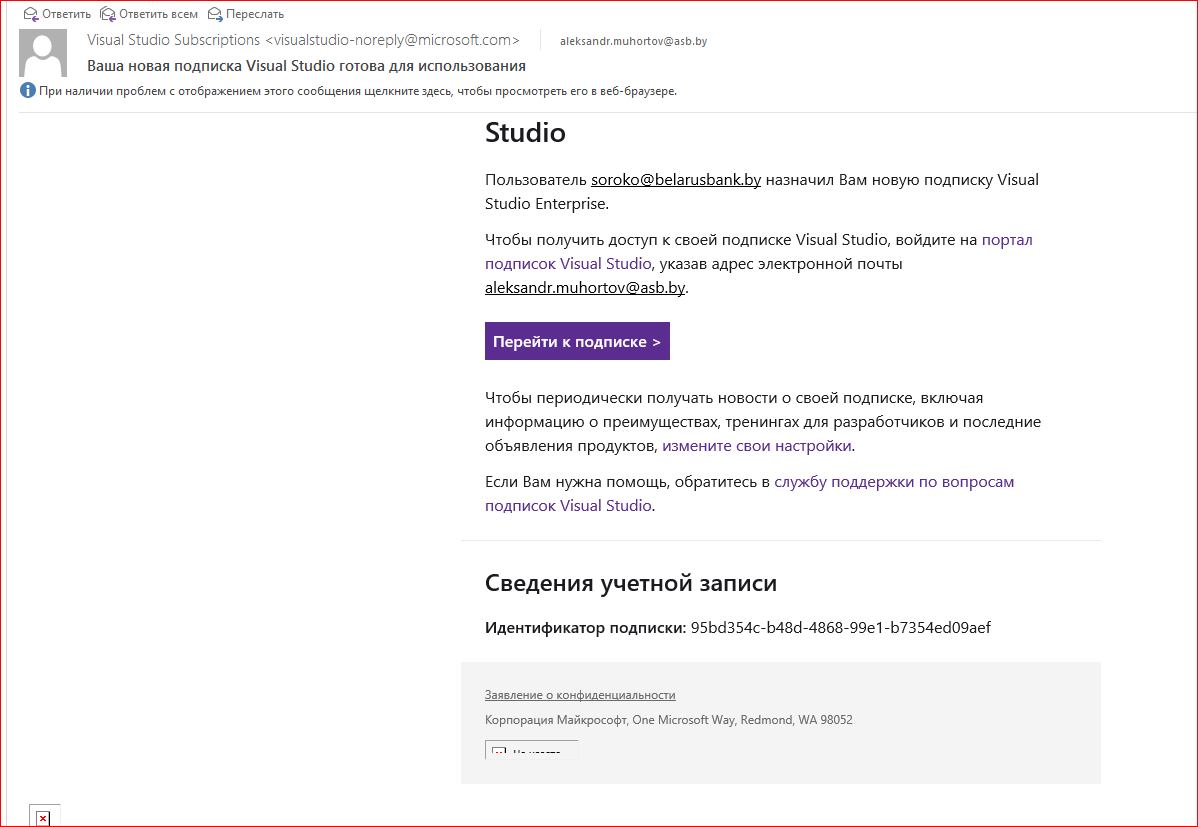 Ответить Ответить всем Переслать
Visual Studio Subscriptions <visualstudio-noreply@microsoft.com> aleksandr.muhortov@asb.by
Ваша новая подписка Visual Studio готова для использования
При наличии проблем с отображением этого сообщения щелкните здесь, чтобы просмотреть его в веб-браузере.
Studio
Пользователь soroko@belarusbank.by назначил Вам новую подписку Visual
Studio Enterprise.
Чтобы получить доступ к своей подписке Visual Studio, войдите на портал
подписок Visual Studio, указав адрес электронной почты
aleksandr.muhortov@asb.by.
Перейти к подписке >
Чтобы периодически получать новости о своей подписке, включая
информацию о преимуществах, тренингах для разработчиков и последние
объявления продуктов, измените свои настройки.
Если Вам нужна помощь, обратитесь в службу поддержки по вопросам
подписок Visual Studio.
Сведения учетной записи
Идентификатор подписки: 95bd354c-b48d-4868-99e1-b7354ed09aef
Заявление о конфиденциальности
Корпорация Майкрософт, One Microsoft Way, Redmond, WA 98052